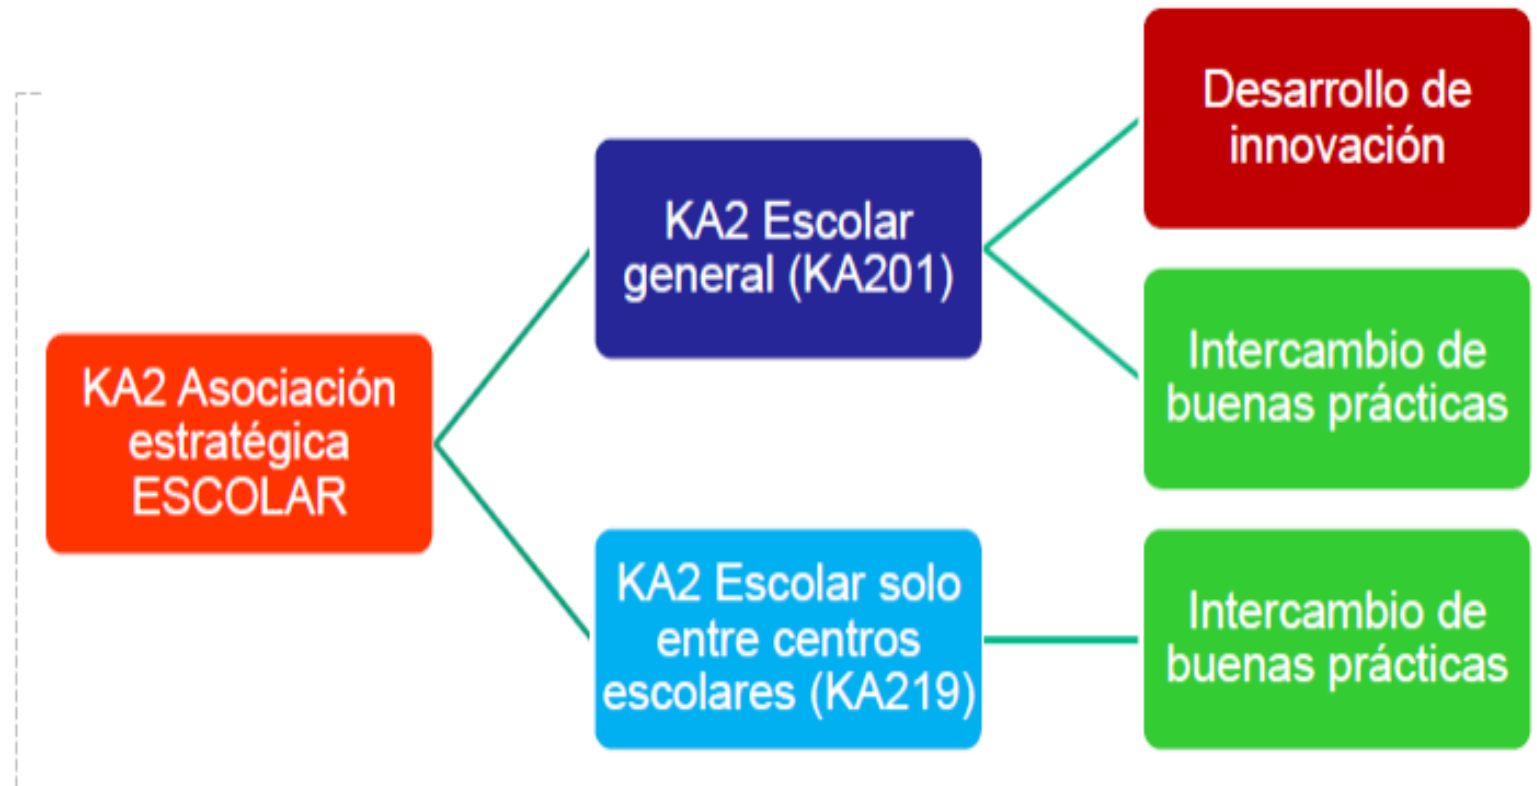 KA2 Asociación
estratégica
ESCOLAR
KA2 Escolar
general (KA201)
Desarrollo de
innovación
Intercambio de
buenas prácticas
KA2 Escolar solo
entre centros
escolares (KA219)
Intercambio de
buenas prácticas